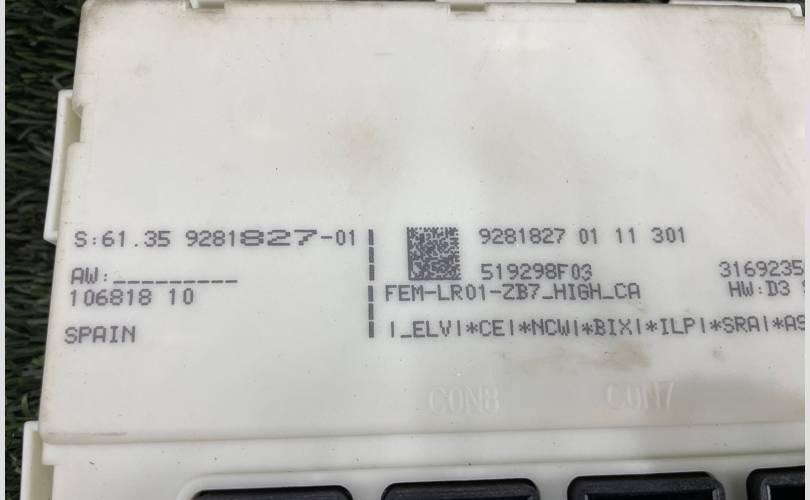 S:61.35 9281827-01
AW:_________
106818 10
SPAIN
9281827 01 11 301
519298F03
3169235
FEM-LR01-ZB7_HIGH_CA
HW:D3
|_ELV|*CE|*NCW|*BIX|*ILP|*SRA|*AS
CON8
CON7